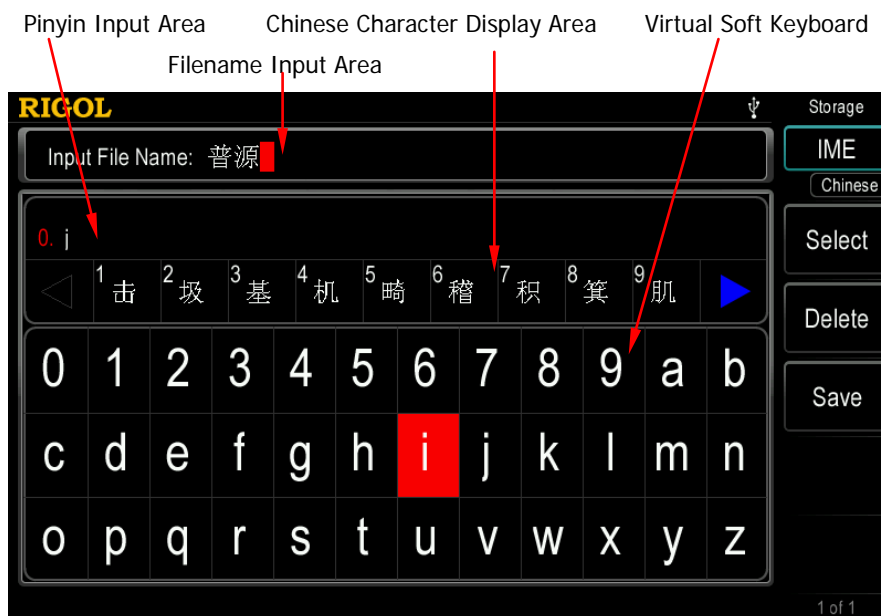 Pinyin Input Area
Chinese Character Display Area
Virtual Soft Keyboard
Filename Input Area
RIGOL
Storage
Input File Name: 普源
IME
Chinese
0. j
Select
1击 2圾 3基 4机 5畸 6稽 7积 8箕 9肌
Delete
0 1 2 3 4 5 6 7 8 9 a b
Save
c d e f g h i j k l m n
o p q r s t u v w x y z
1 of 1